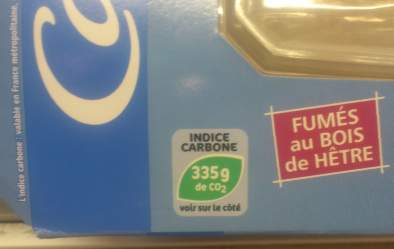 L'indice carbone : valable en France métropolitaine.
INDICE
CARBONE
335g
de CO₂
voir sur le côté
FUMÉS
au BOIS
de HÊTRE